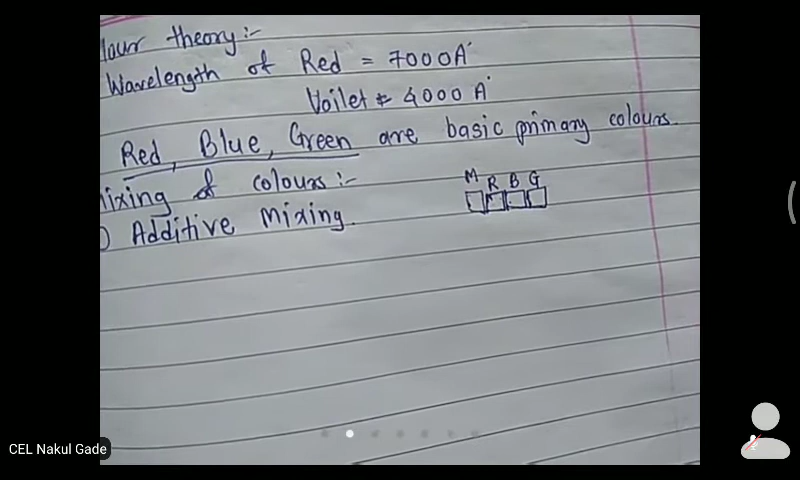 lour theory:-
Wavelength of Red = 7000A°
Voilet = 4000 A°
Red, Blue, Green are basic primary colours.
Mixing of colours:-
M R B G
) Additive mixing.
CEL Nakul Gade